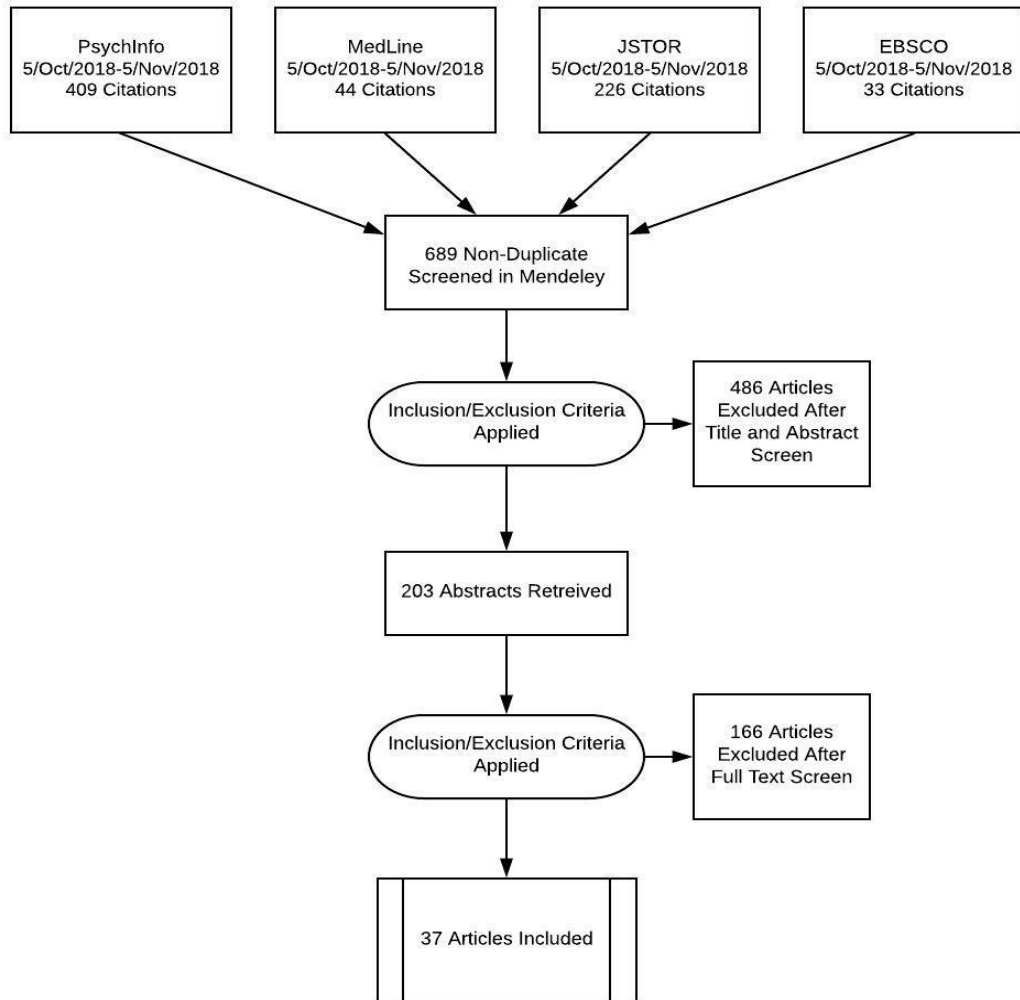 PsychInfo
5/Oct/2018-5/Nov/2018
409 Citations
MedLine
5/Oct/2018-5/Nov/2018
44 Citations
JSTOR
5/Oct/2018-5/Nov/2018
226 Citations
EBSCO
5/Oct/2018-5/Nov/2018
33 Citations
689 Non-Duplicate
Screened in Mendeley
Inclusion/Exclusion Criteria
Applied
486 Articles
Excluded After
Title and Abstract
Screen
203 Abstracts Retreived
Inclusion/Exclusion Criteria
Applied
166 Articles
Excluded After
Full Text Screen
37 Articles Included